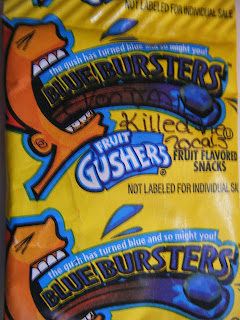 NOT LABELED FOR INDIVIDUAL SALE
the gush has turned blue and so might you!
BLUE BURSTERS
Killed
FRUIT
GUSHERS®
FRUIT FLAVORED
SNACKS
NOT LABELED FOR INDIVIDUAL S
the gush has turned blue and so might you!
BLUE BURSTERS